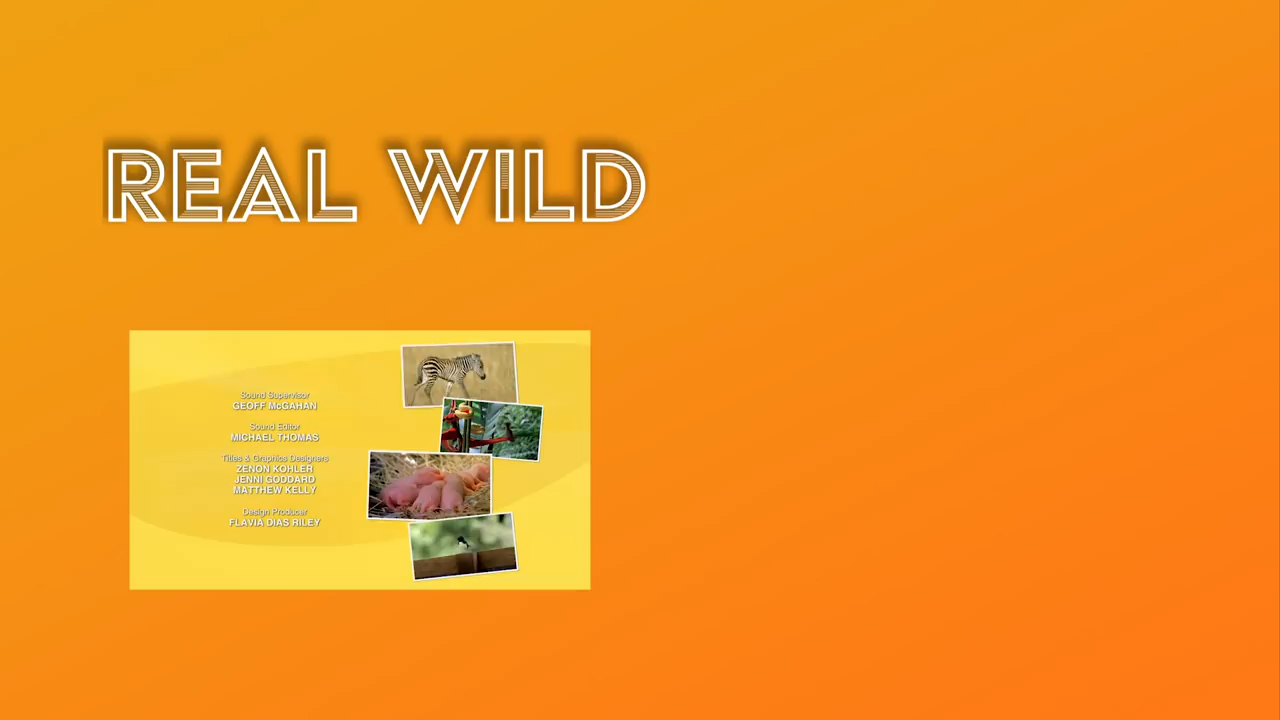 REAL WILD
Sound Supervisor
GEOFF McGAHAN
Sound Editor
MICHAEL THOMAS
Titles & Graphics Designers
ZENON KOHLER
JENNI GODDARD
MATTHEW KELLY
Design Producer
FLAVIA DIAS RILEY